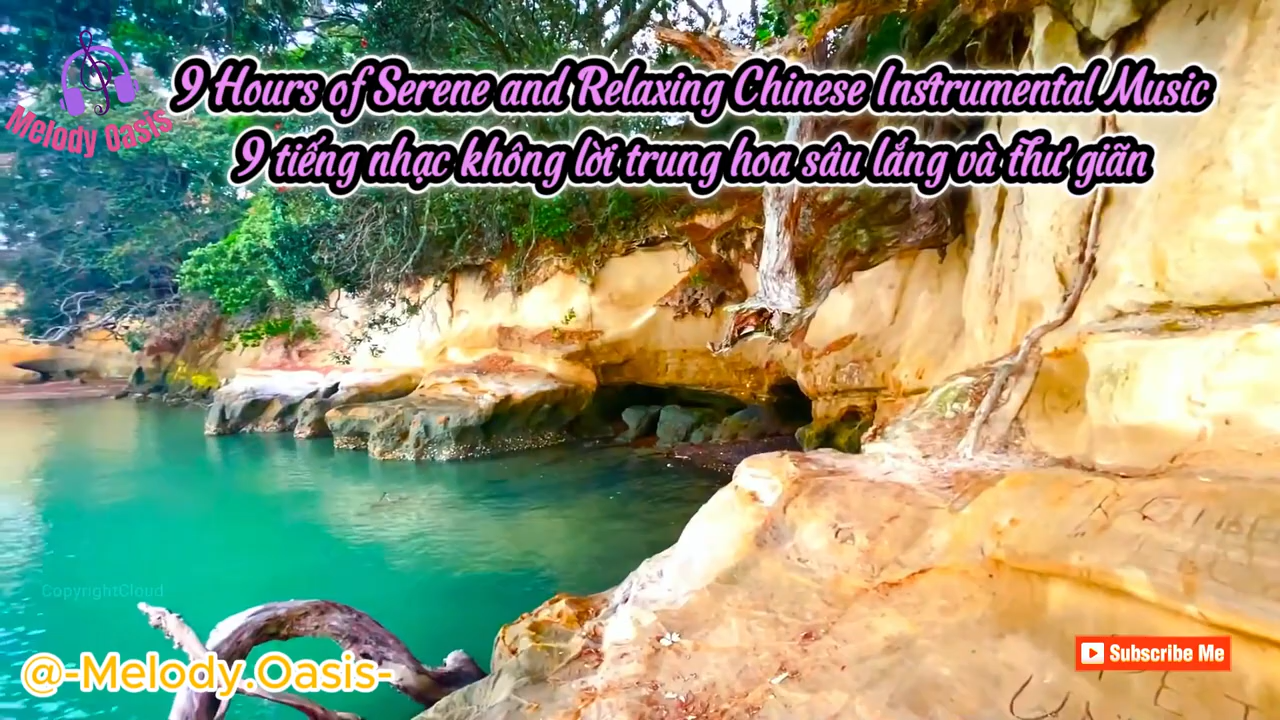 9 Hours of Serene and Relaxing Chinese Instrumental Music
Melody Oasis
9 tiếng nhạc không lời trung hoa sâu lắng và thư giãn
CopyrightCloud
@-Melody.Oasis-
Subscribe Me